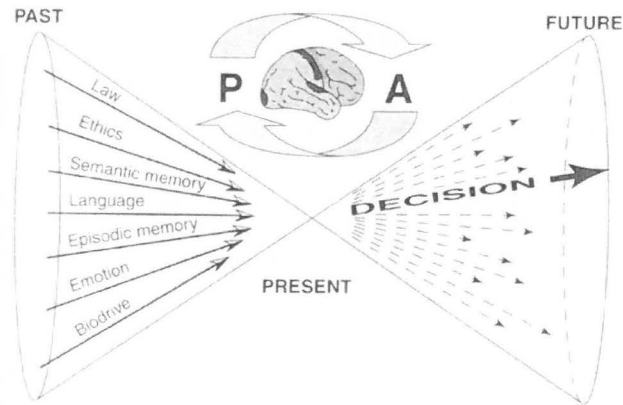 PAST
FUTURE
P
A
Law
Ethics
Semantic memory
Language
Episodic memory
Emotion
Biodrive
DECISION
PRESENT